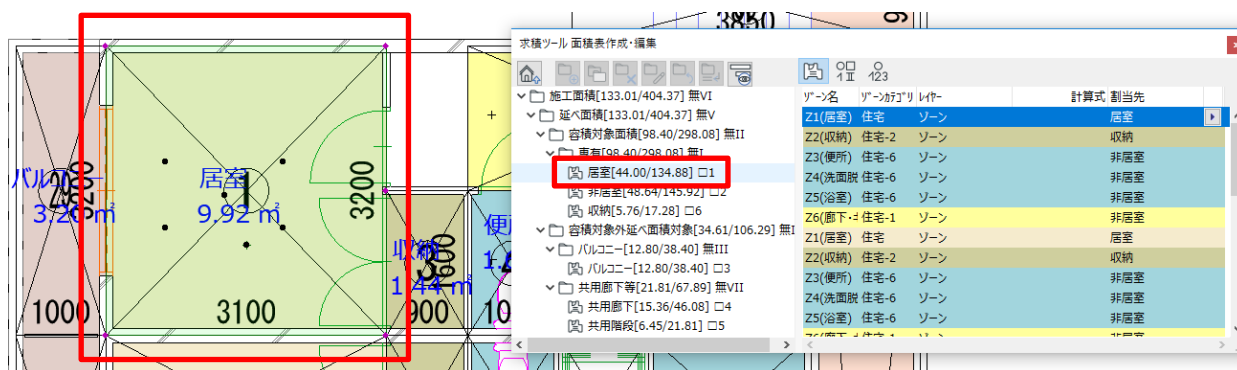 3850
バルコニー
3.20㎡
3200
居室
1
9.92 ㎡
3200
収納
3
1.44 ㎡
便
1000
3100
900
10
求積ツール 面積表作成・編集
施工面積[133.01/404.37] 無VI
延べ面積[133.01/404.37] 無V
容積対象面積[98.40/298.08] 無II
専有[98.40/298.08] 無I
居室[44.00/134.88] □1
非居室[48.64/145.92] □2
収納[5.76/17.28] □6
容積対象外延べ面積対象[34.61/106.29] 無I
バルコニー[12.80/38.40] 無III
バルコニー[12.80/38.40] □3
共用廊下等[21.81/67.89] 無VII
共用廊下[15.36/46.08] □4
共用階段[6.45/21.81] □5
ゾーン名 ゾーンカテゴリ レイヤー 計算式 割当先
Z1(居室) 住宅 ゾーン 居室
Z2(収納) 住宅-2 ゾーン 収納
Z3(便所) 住宅-6 ゾーン 非居室
Z4(洗面脱 住宅-6 ゾーン 非居室
Z5(浴室) 住宅-6 ゾーン 非居室
Z6(廊下・ 住宅-1 ゾーン 非居室
Z1(居室) 住宅 ゾーン 居室
Z2(収納) 住宅-2 ゾーン 収納
Z3(便所) 住宅-6 ゾーン 非居室
Z4(洗面脱 住宅-6 ゾーン 非居室
Z5(浴室) 住宅-6 ゾーン 非居室